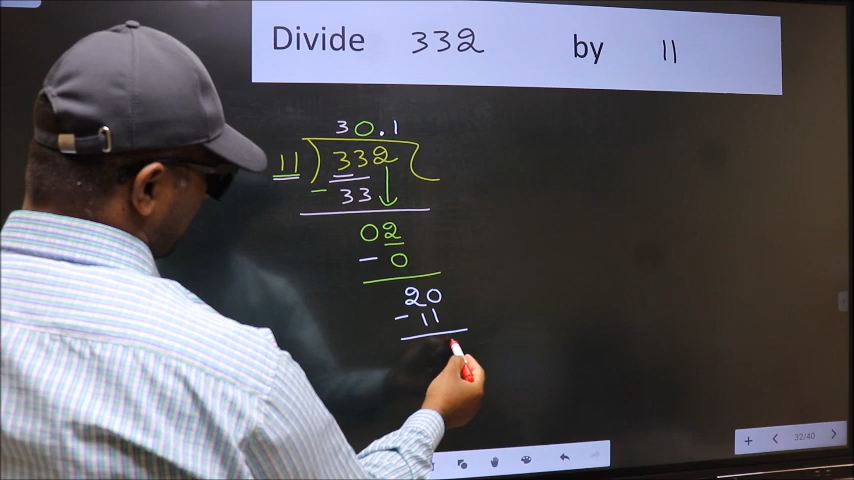 Divide 332 by 11
30.1
11 ) 332 (
- 33
02
- 0
20
- 11
+ < 32/40 >